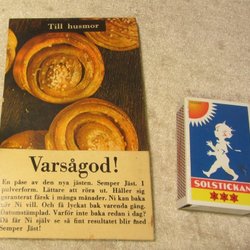 Till husmor
Varsågod!
En påse av den nya jästen. Semper Jäst. I
pulverform. Lättare att röra ut. Håller sig
garanterat färsk i många månader. Ni kan baka
när Ni vill. Och få lyckat bak varenda gång.
Datumstämplad. Varför inte baka redan i dag?
Då får Ni själv se så fint resultatet blir med
Semper Jäst!
SOLSTICKAN